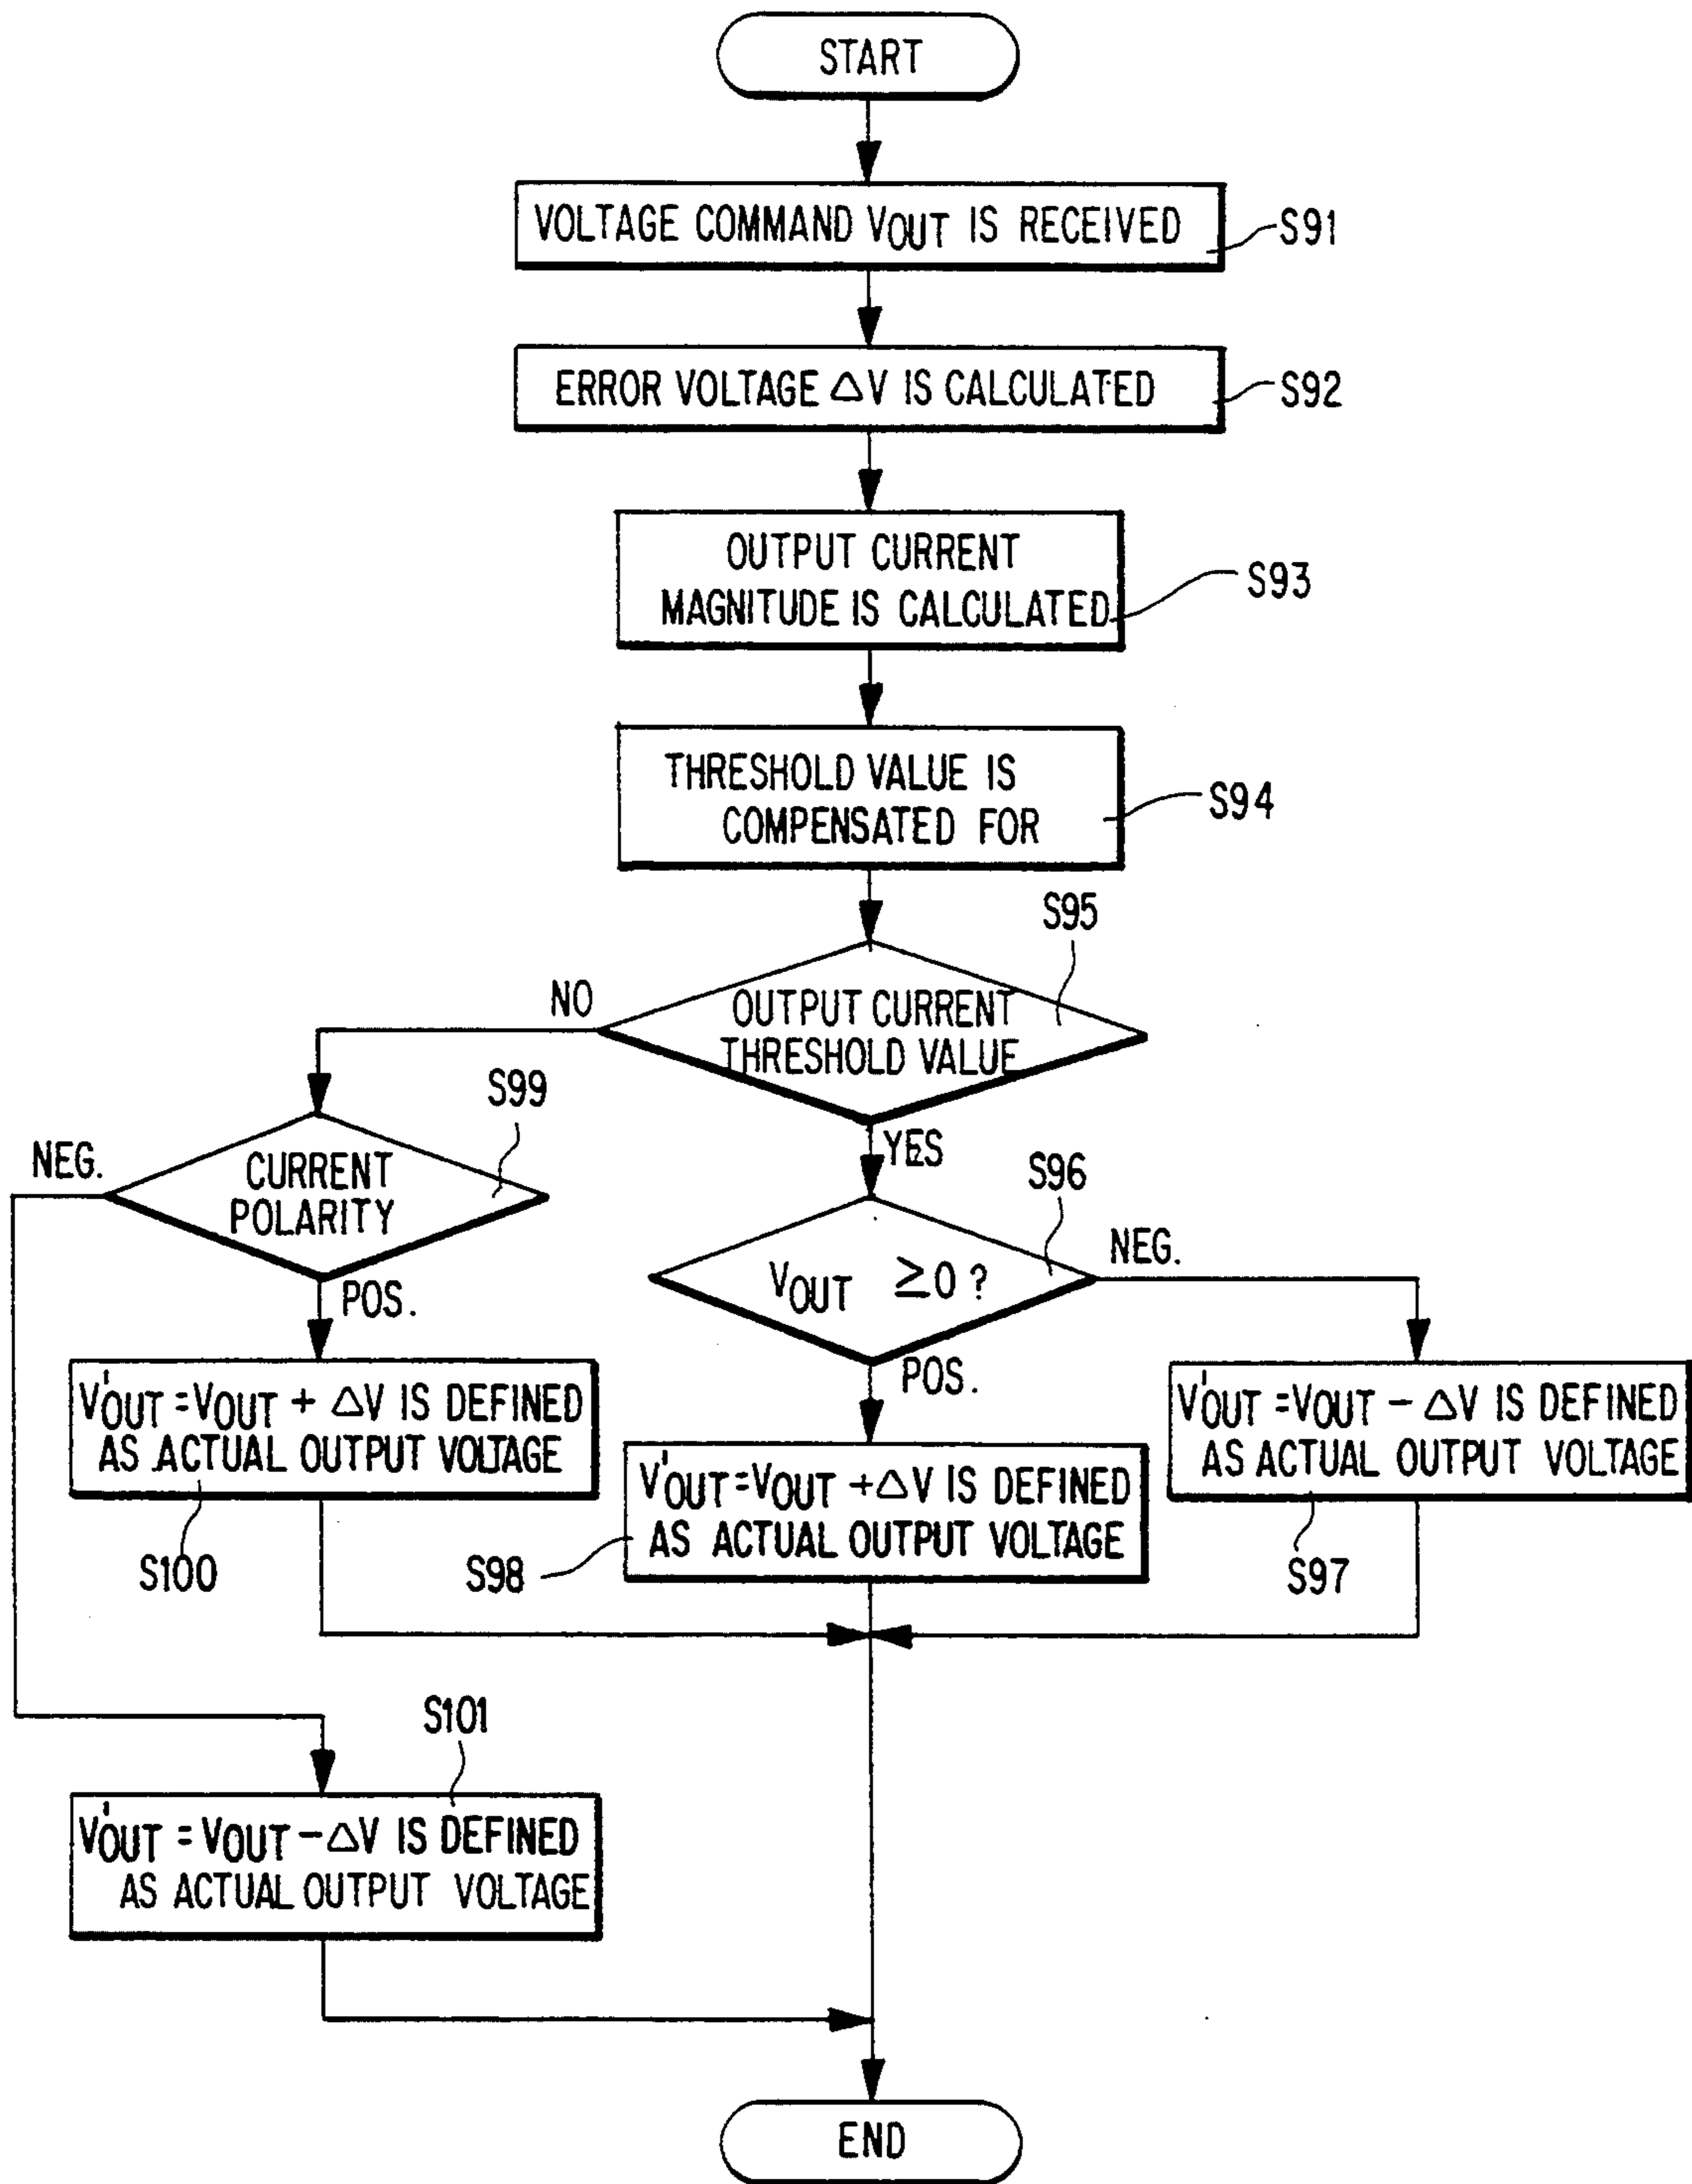 START
VOLTAGE COMMAND VOUT IS RECEIVED
S91
ERROR VOLTAGE △V IS CALCULATED
S92
OUTPUT CURRENT
MAGNITUDE IS CALCULATED
S93
THRESHOLD VALUE IS
COMPENSATED FOR
S94
S95
NO
OUTPUT CURRENT
THRESHOLD VALUE
YES
S99
NEG.
CURRENT
POLARITY
POS.
S96
NEG.
VOUT ≥0 ?
POS.
V'OUT =VOUT + △V IS DEFINED
AS ACTUAL OUTPUT VOLTAGE
S100
V'OUT=VOUT +△V IS DEFINED
AS ACTUAL OUTPUT VOLTAGE
S98
V'OUT =VOUT − △V IS DEFINED
AS ACTUAL OUTPUT VOLTAGE
S97
S101
V'OUT =VOUT −△V IS DEFINED
AS ACTUAL OUTPUT VOLTAGE
END